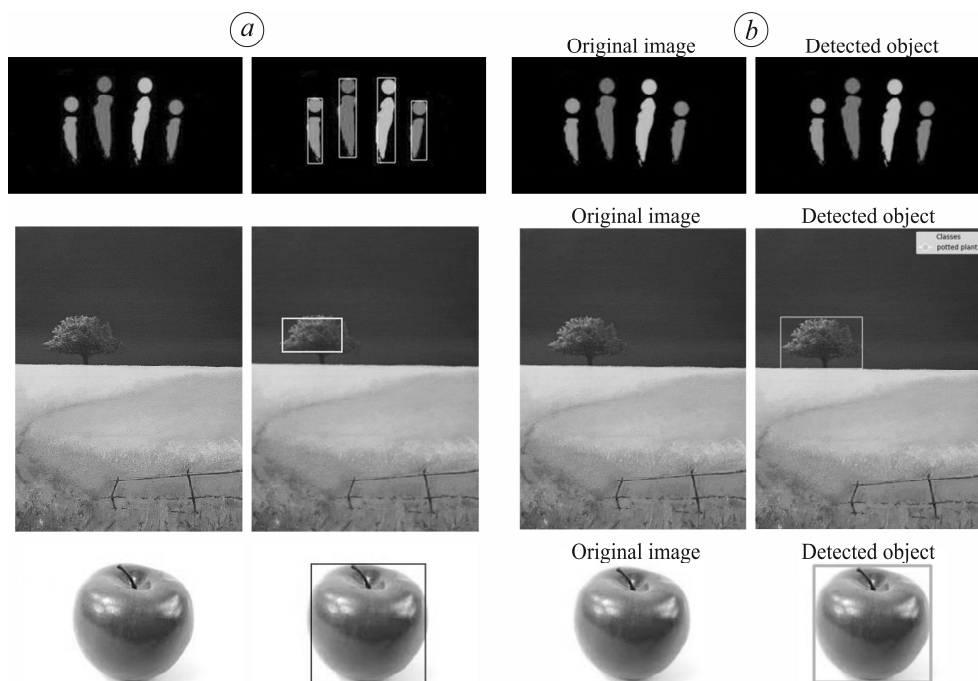 a
b
Original image
Detected object
Original image
Detected object
Classes
potted plant
Original image
Detected object